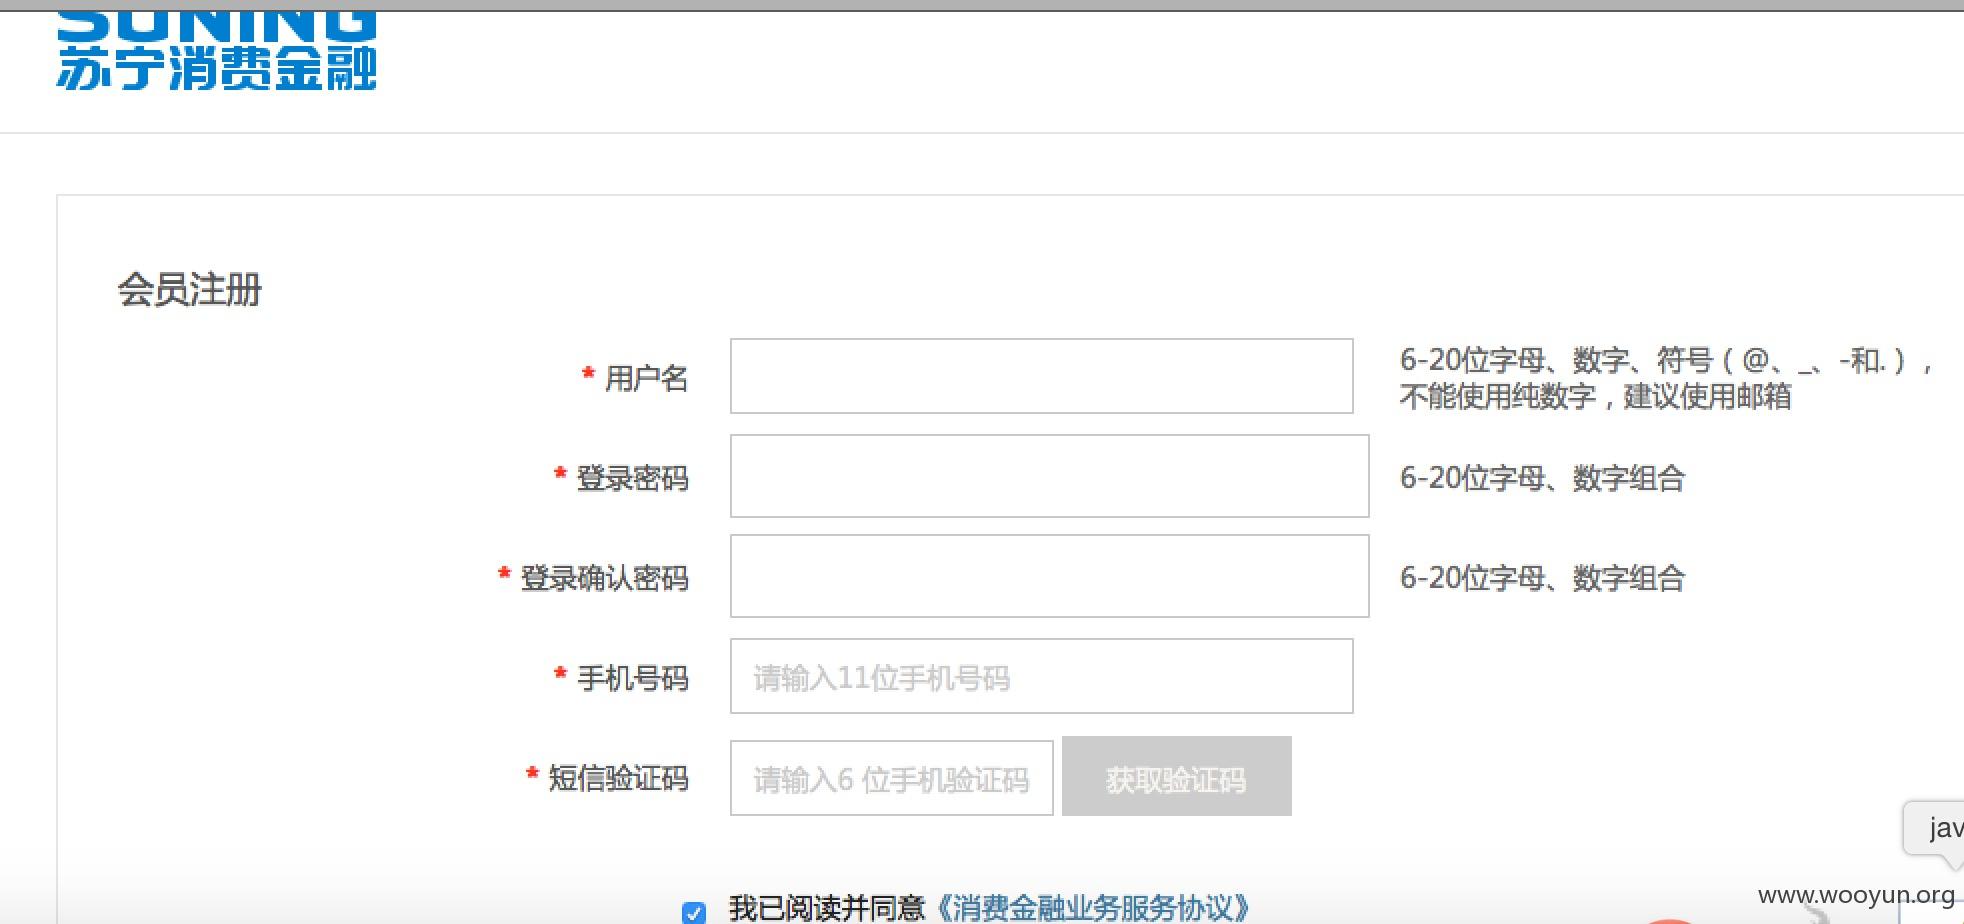 SUNING
苏宁消费金融
会员注册
* 用户名
6-20位字母、数字、符号（@、_、-和.），
不能使用纯数字，建议使用邮箱
* 登录密码
6-20位字母、数字组合
* 登录确认密码
6-20位字母、数字组合
* 手机号码
请输入11位手机号码
* 短信验证码
请输入6 位手机验证码
获取验证码
jav
我已阅读并同意《消费金融业务服务协议》
www.wooyun.org